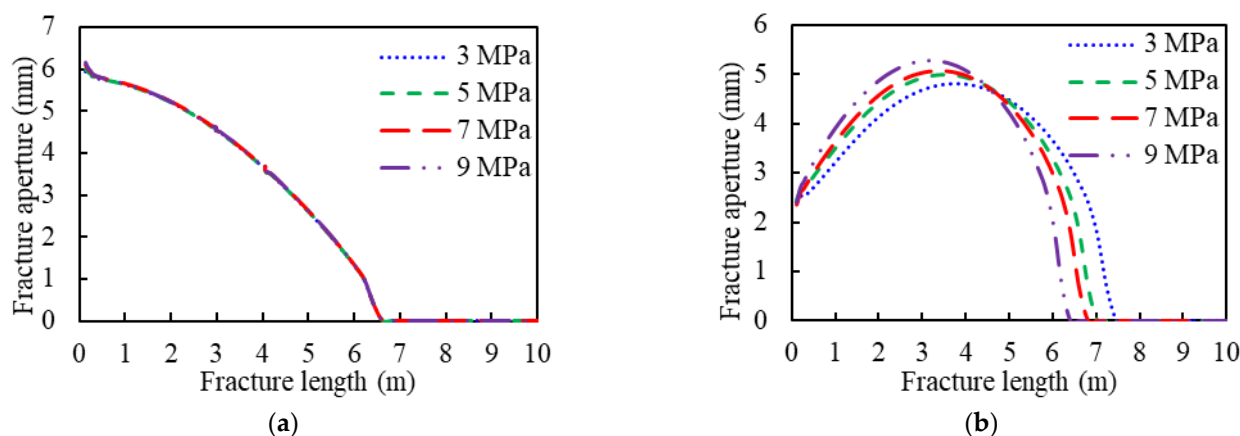 7
6
5
4
3
2
1
0
Fracture aperture (mm)
3 MPa
5 MPa
7 MPa
9 MPa
0 1 2 3 4 5 6 7 8 9 10
Fracture length (m)
(a)
6
5
4
3
2
1
0
Fracture aperture (mm)
3 MPa
5 MPa
7 MPa
9 MPa
0 1 2 3 4 5 6 7 8 9 10
Fracture length (m)
(b)